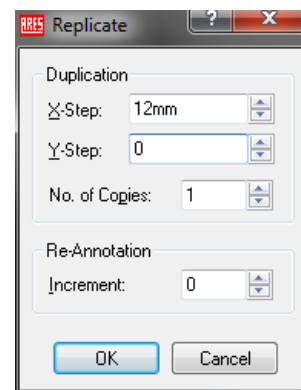 ARES Replicate ? x
Duplication
X-Step: 12mm
Y-Step: 0
No. of Copies: 1
Re-Annotation
Increment: 0
OK Cancel